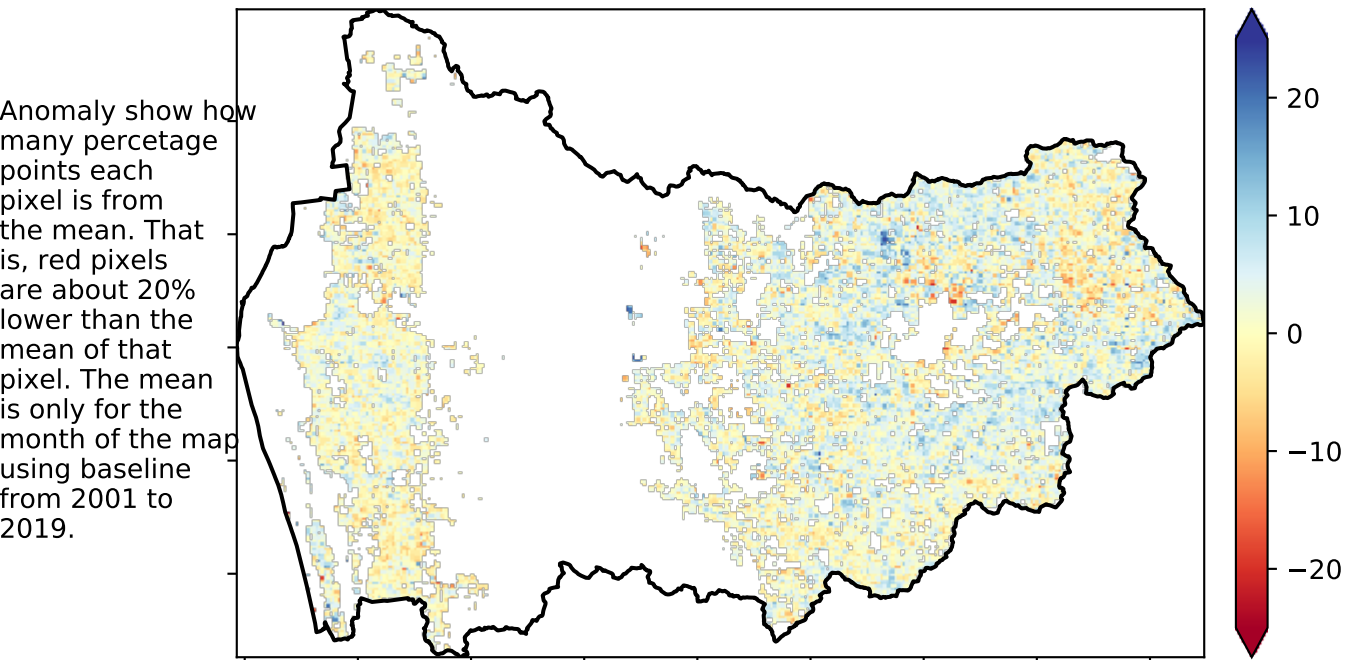 Anomaly show how
many percetage
points each
pixel is from
the mean. That
is, red pixels
are about 20%
lower than the
mean of that
pixel. The mean
is only for the
month of the map
using baseline
from 2001 to
2019.
20
10
0
−10
−20